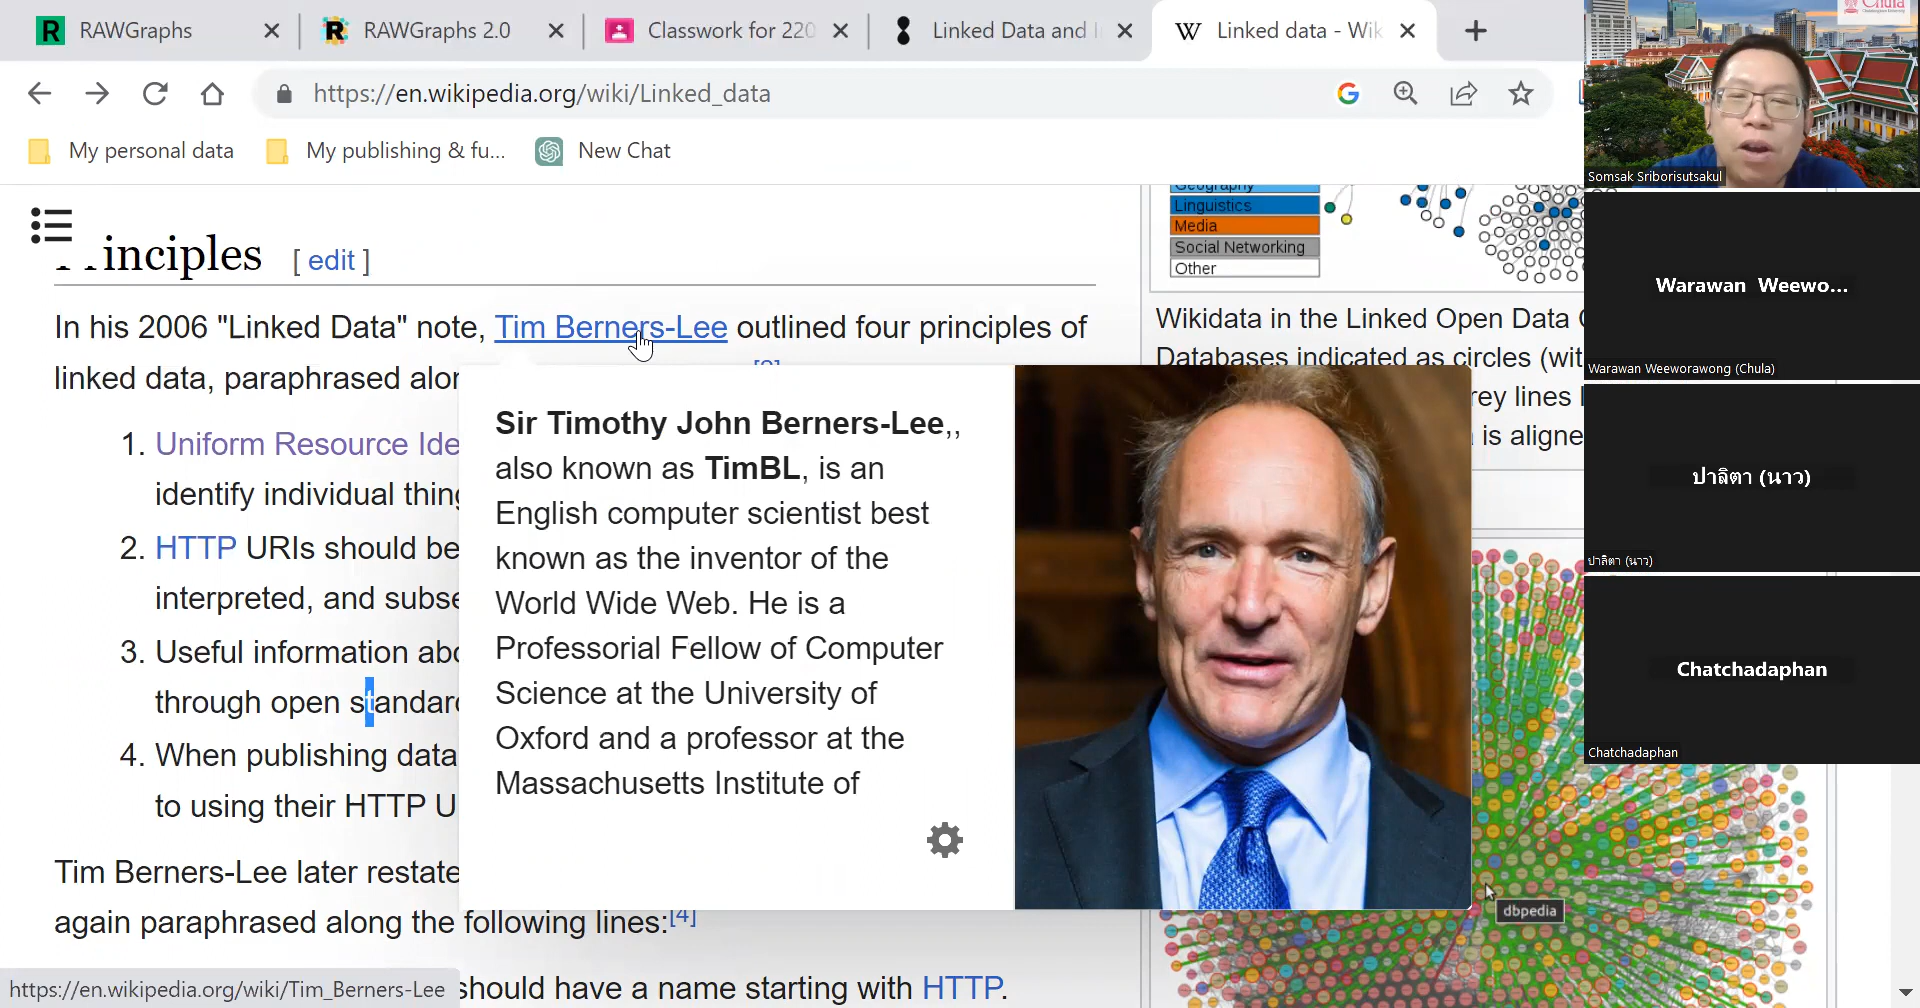 RAWGraphs
RAWGraphs 2.0
Classwork for 220
Linked Data and I
Linked data - Wik
https://en.wikipedia.org/wiki/Linked_data
My personal data
My publishing & fu...
New Chat
inciples [ edit ]
In his 2006 "Linked Data" note, Tim Berners-Lee outlined four principles of
linked data, paraphrased alon
1. Uniform Resource Ide
identify individual thing
2. HTTP URIs should be
interpreted, and subse
3. Useful information abo
through open standard
4. When publishing data
to using their HTTP U
Tim Berners-Lee later restate
again paraphrased along the following lines:[4]
should have a name starting with HTTP.
https://en.wikipedia.org/wiki/Tim_Berners-Lee
Sir Timothy John Berners-Lee,,
also known as TimBL, is an
English computer scientist best
known as the inventor of the
World Wide Web. He is a
Professorial Fellow of Computer
Science at the University of
Oxford and a professor at the
Massachusetts Institute of
Geography
Linguistics
Media
Social Networking
Other
Wikidata in the Linked Open Data
Databases indicated as circles (wit
rey lines
is aligne
dbpedia
Chula
Somsak Sriborisutsakul
Warawan Weewo...
Warawan Weeworawong (Chula)
ปาลิตา (นาว)
ปาลิตา (นาว)
Chatchadaphan
Chatchadaphan